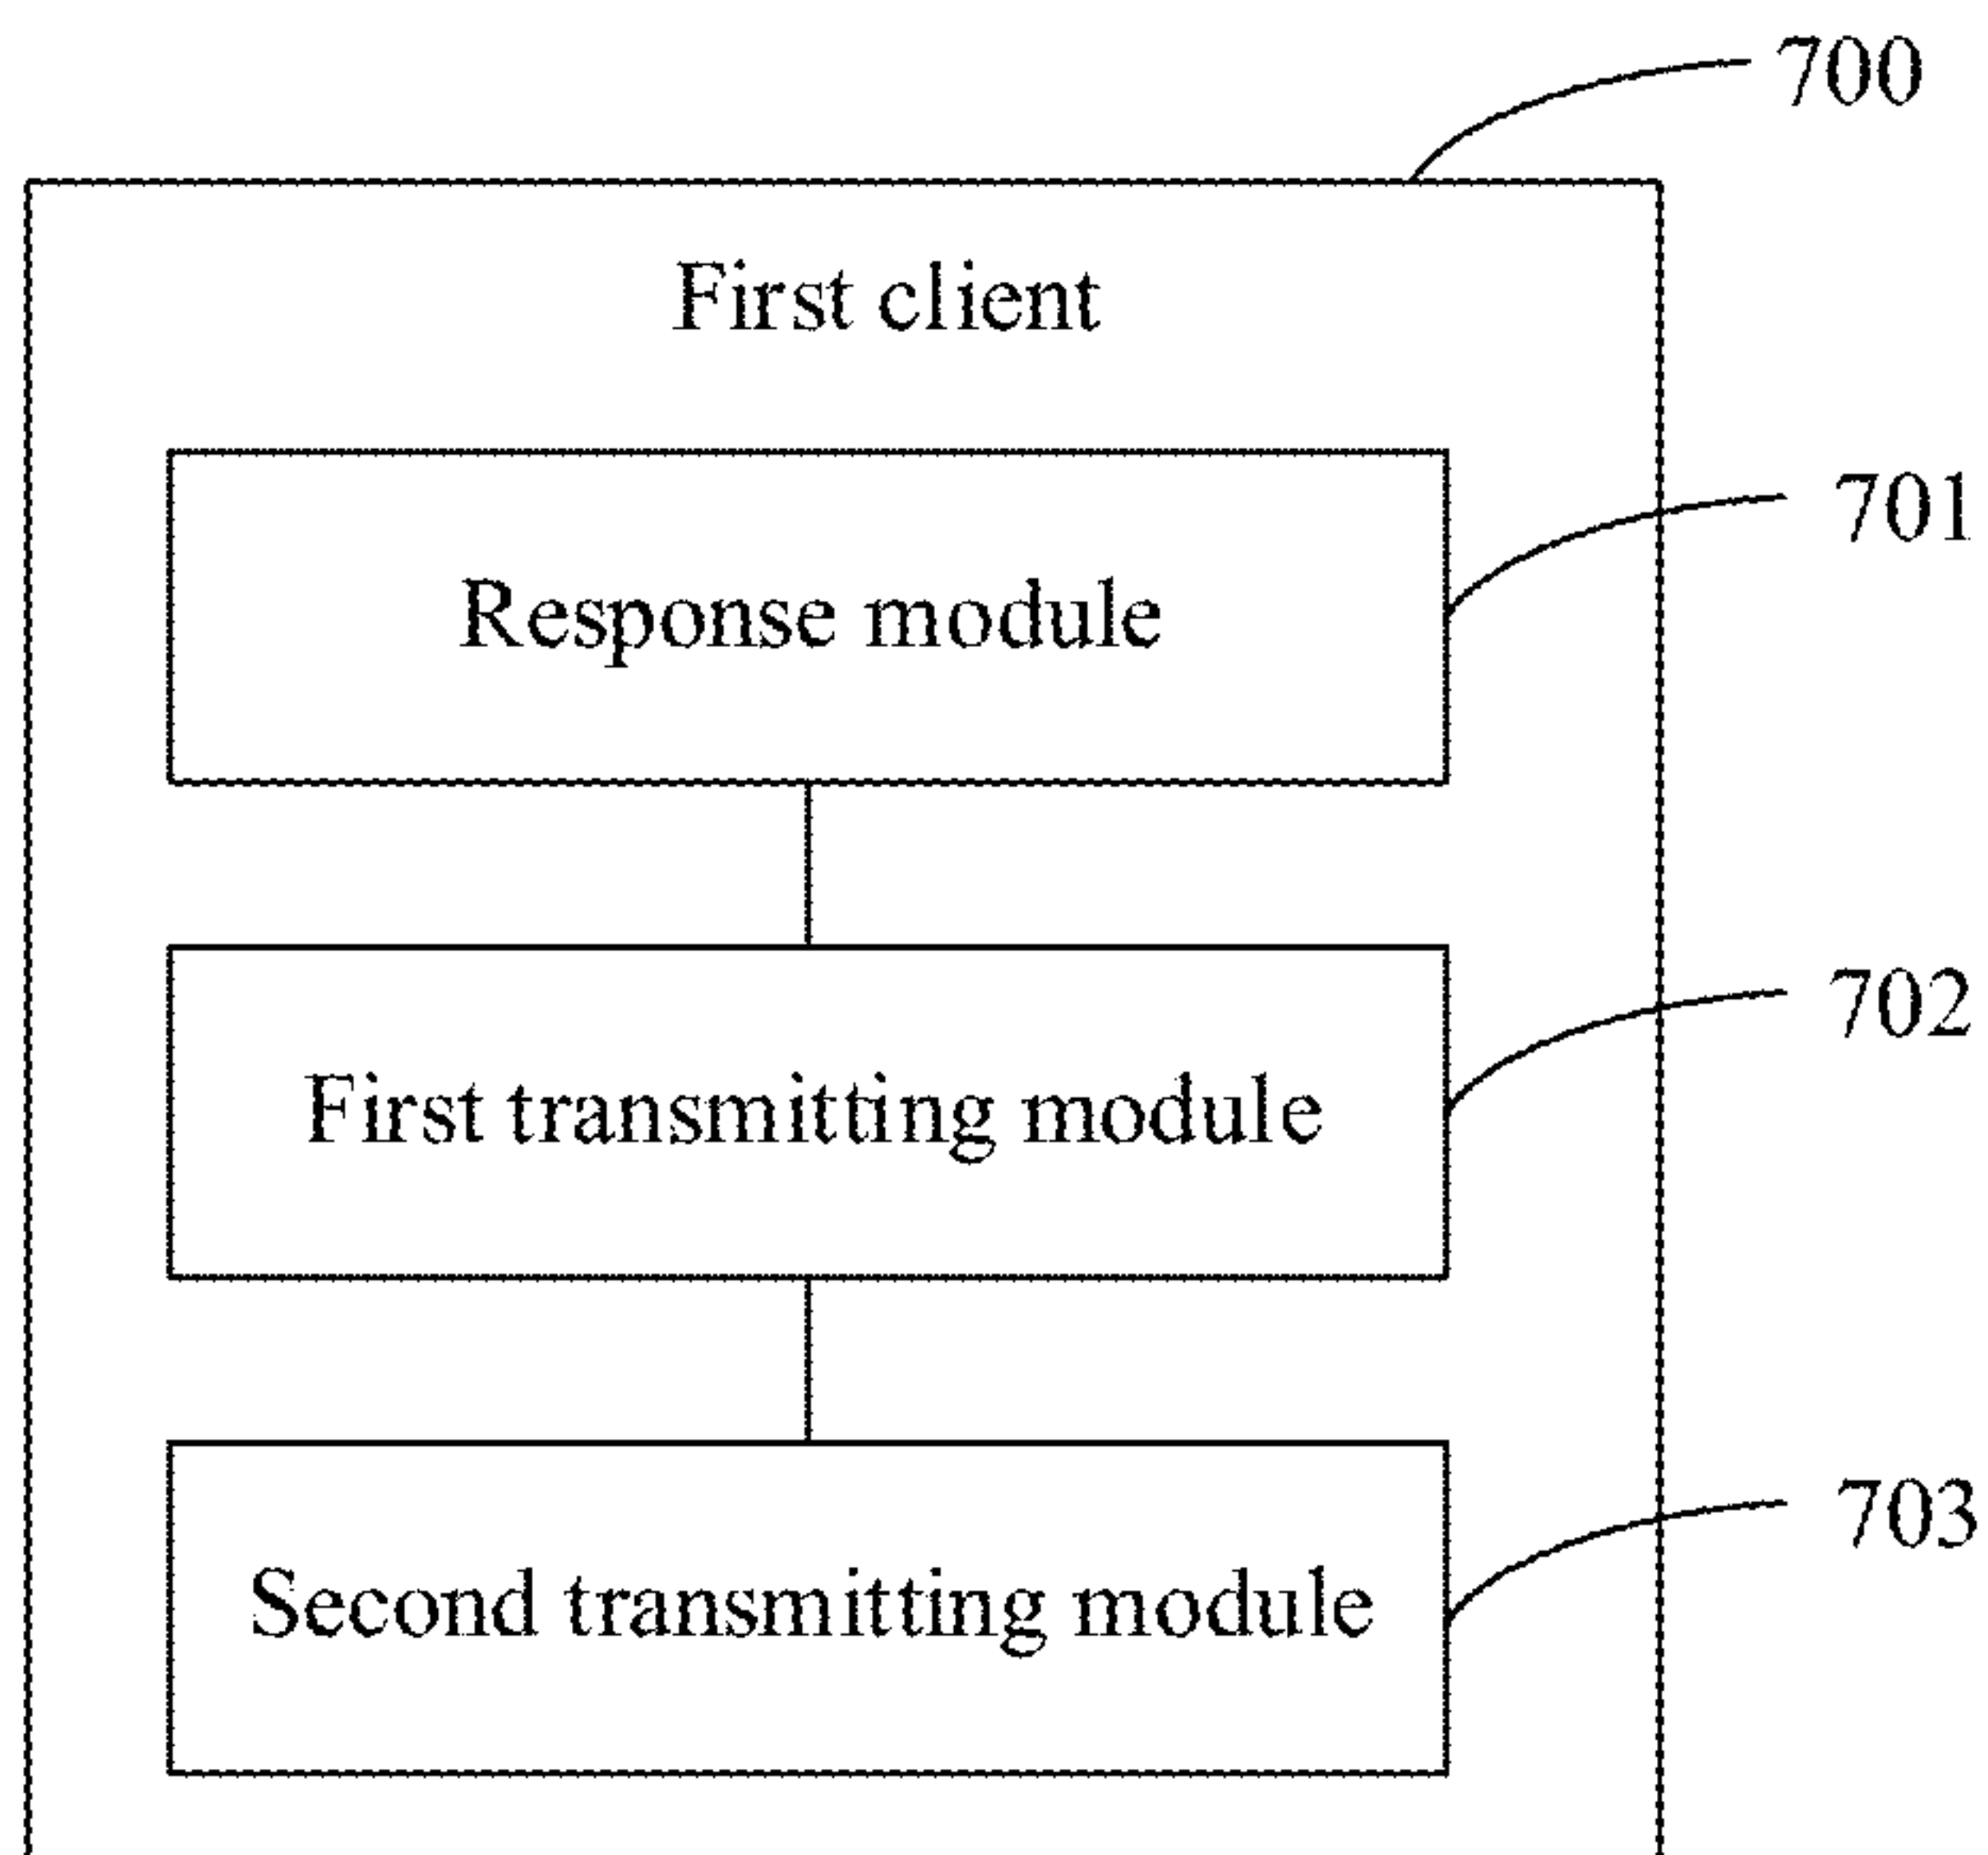 700
First client
701
Response module
702
First transmitting module
703
Second transmitting module